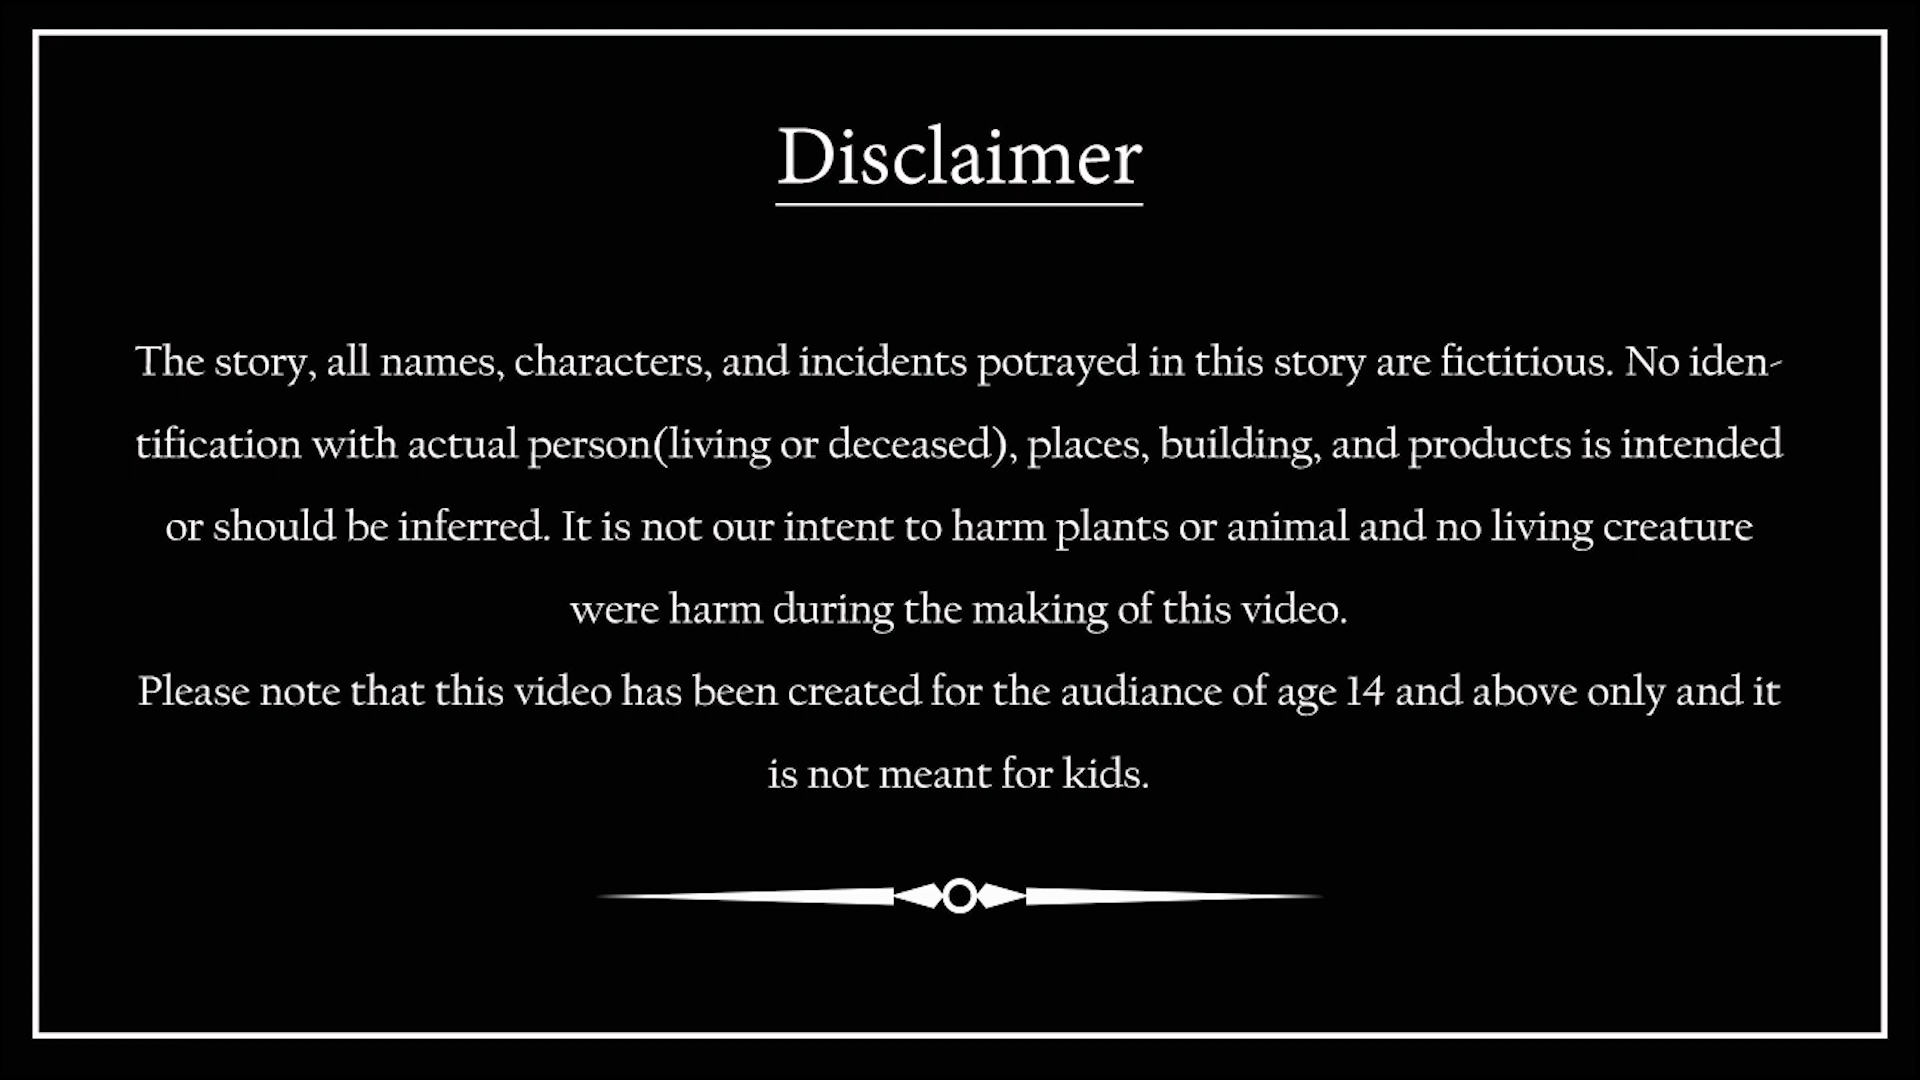 Disclaimer
The story, all names, characters, and incidents potrayed in this story are fictitious. No iden-
tification with actual person(living or deceased), places, building, and products is intended
or should be inferred. It is not our intent to harm plants or animal and no living creature
were harm during the making of this video.
Please note that this video has been created for the audiance of age 14 and above only and it
is not meant for kids.